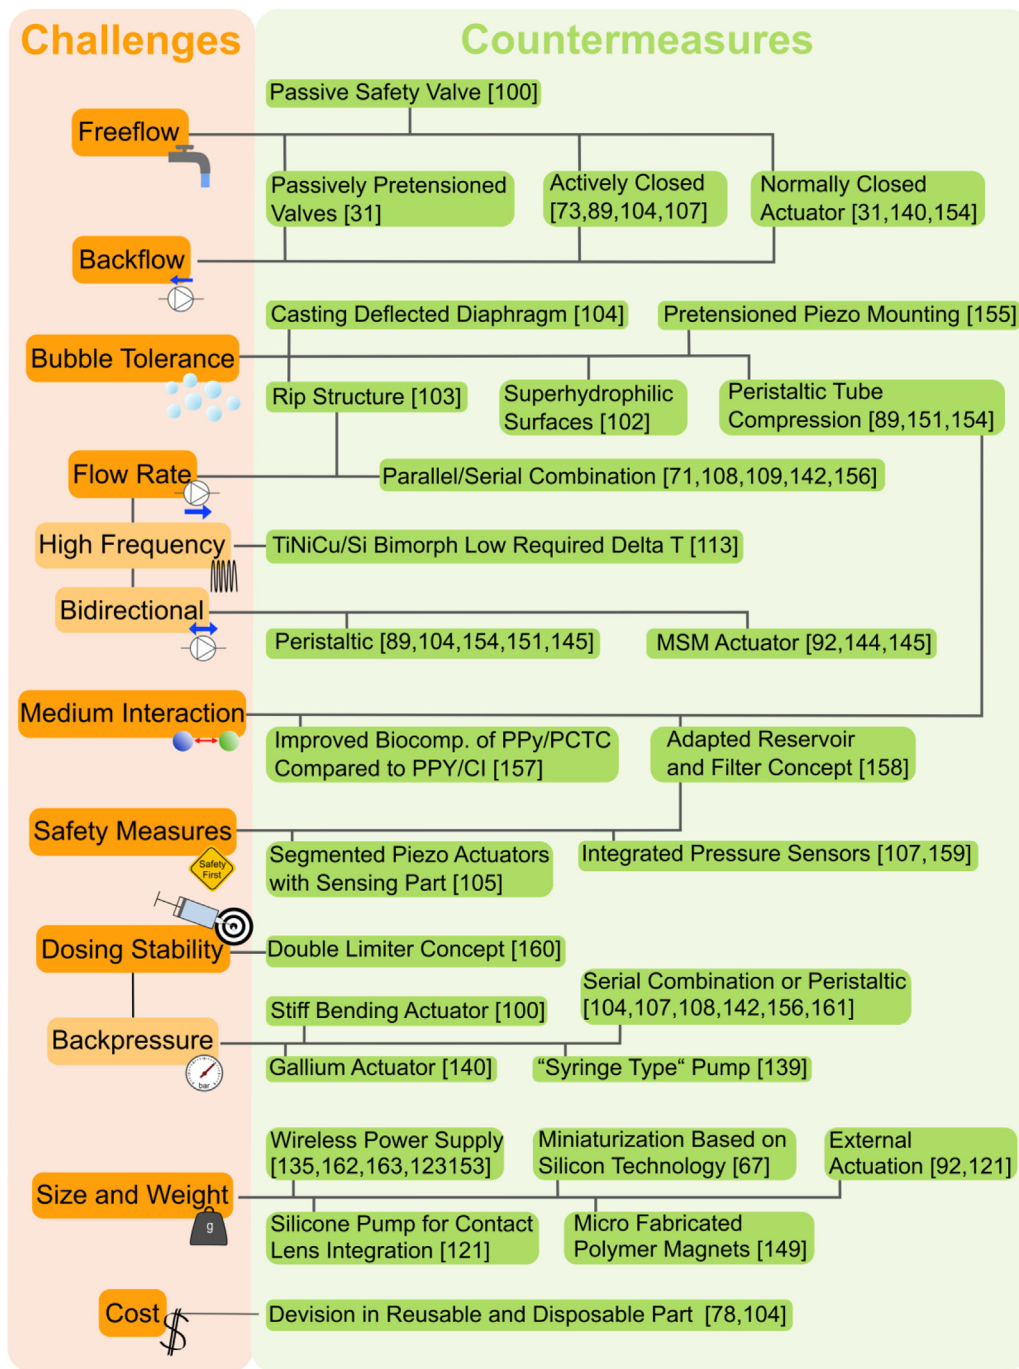 Challenges
Countermeasures
Passive Safety Valve [100]
Freeflow
Passively Pretensioned
Valves [31]
Actively Closed
[73,89,104,107]
Normally Closed
Actuator [31,140,154]
Backflow
Casting Deflected Diaphragm [104]
Pretensioned Piezo Mounting [155]
Bubble Tolerance
Rip Structure [103]
Superhydrophilic
Surfaces [102]
Peristaltic Tube
Compression [89,151,154]
Flow Rate
Parallel/Serial Combination [71,108,109,142,156]
High Frequency
TiNiCu/Si Bimorph Low Required Delta T [113]
Bidirectional
Peristaltic [89,104,154,151,145]
MSM Actuator [92,144,145]
Medium Interaction
Improved Biocomp. of PPy/PCTC
Compared to PPY/CI [157]
Adapted Reservoir
and Filter Concept [158]
Safety Measures
Safety
First
Segmented Piezo Actuators
with Sensing Part [105]
Integrated Pressure Sensors [107,159]
Dosing Stability
Double Limiter Concept [160]
Serial Combination or Peristaltic
[104,107,108,142,156,161]
Stiff Bending Actuator [100]
Backpressure
bar
Gallium Actuator [140]
“Syringe Type“ Pump [139]
Wireless Power Supply
[135,162,163,123153]
Miniaturization Based on
Silicon Technology [67]
External
Actuation [92,121]
Size and Weight
g
Silicone Pump for Contact
Lens Integration [121]
Micro Fabricated
Polymer Magnets [149]
Cost
$
Devision in Reusable and Disposable Part [78,104]